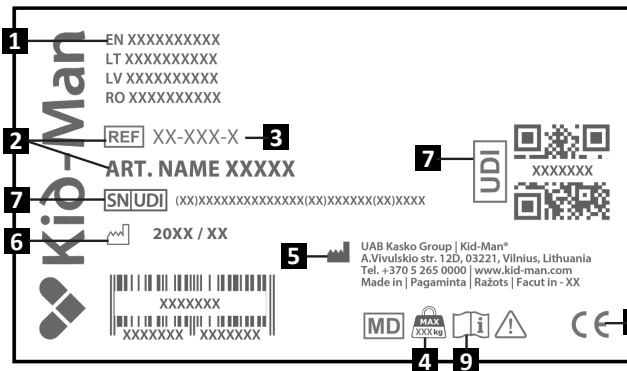 1
EN XXXXXXXXXX
LT XXXXXXXXXX
LV XXXXXXXXXX
RO XXXXXXXXXX
Kid-Man
2
REF XX-XXX-X
3
ART. NAME XXXXX
7
SN UDI (XX)XXXXXXXXXXXXXX(XX)XXXXXX(XX)XXXX
6
20XX / XX
XXXXXXX
XXXXXXX XXXXXXX
7
UDI
XXXXXXX
5
UAB Kasko Group | Kid-Man®
A.Vivulskio str. 12D, 03221, Vilnius, Lithuania
Tel. +370 5 265 0000 | www.kid-man.com
Made in | Pagaminta | Ražots | Facut in - XX
MD
MAX
XXX kg
i
CE
4
9